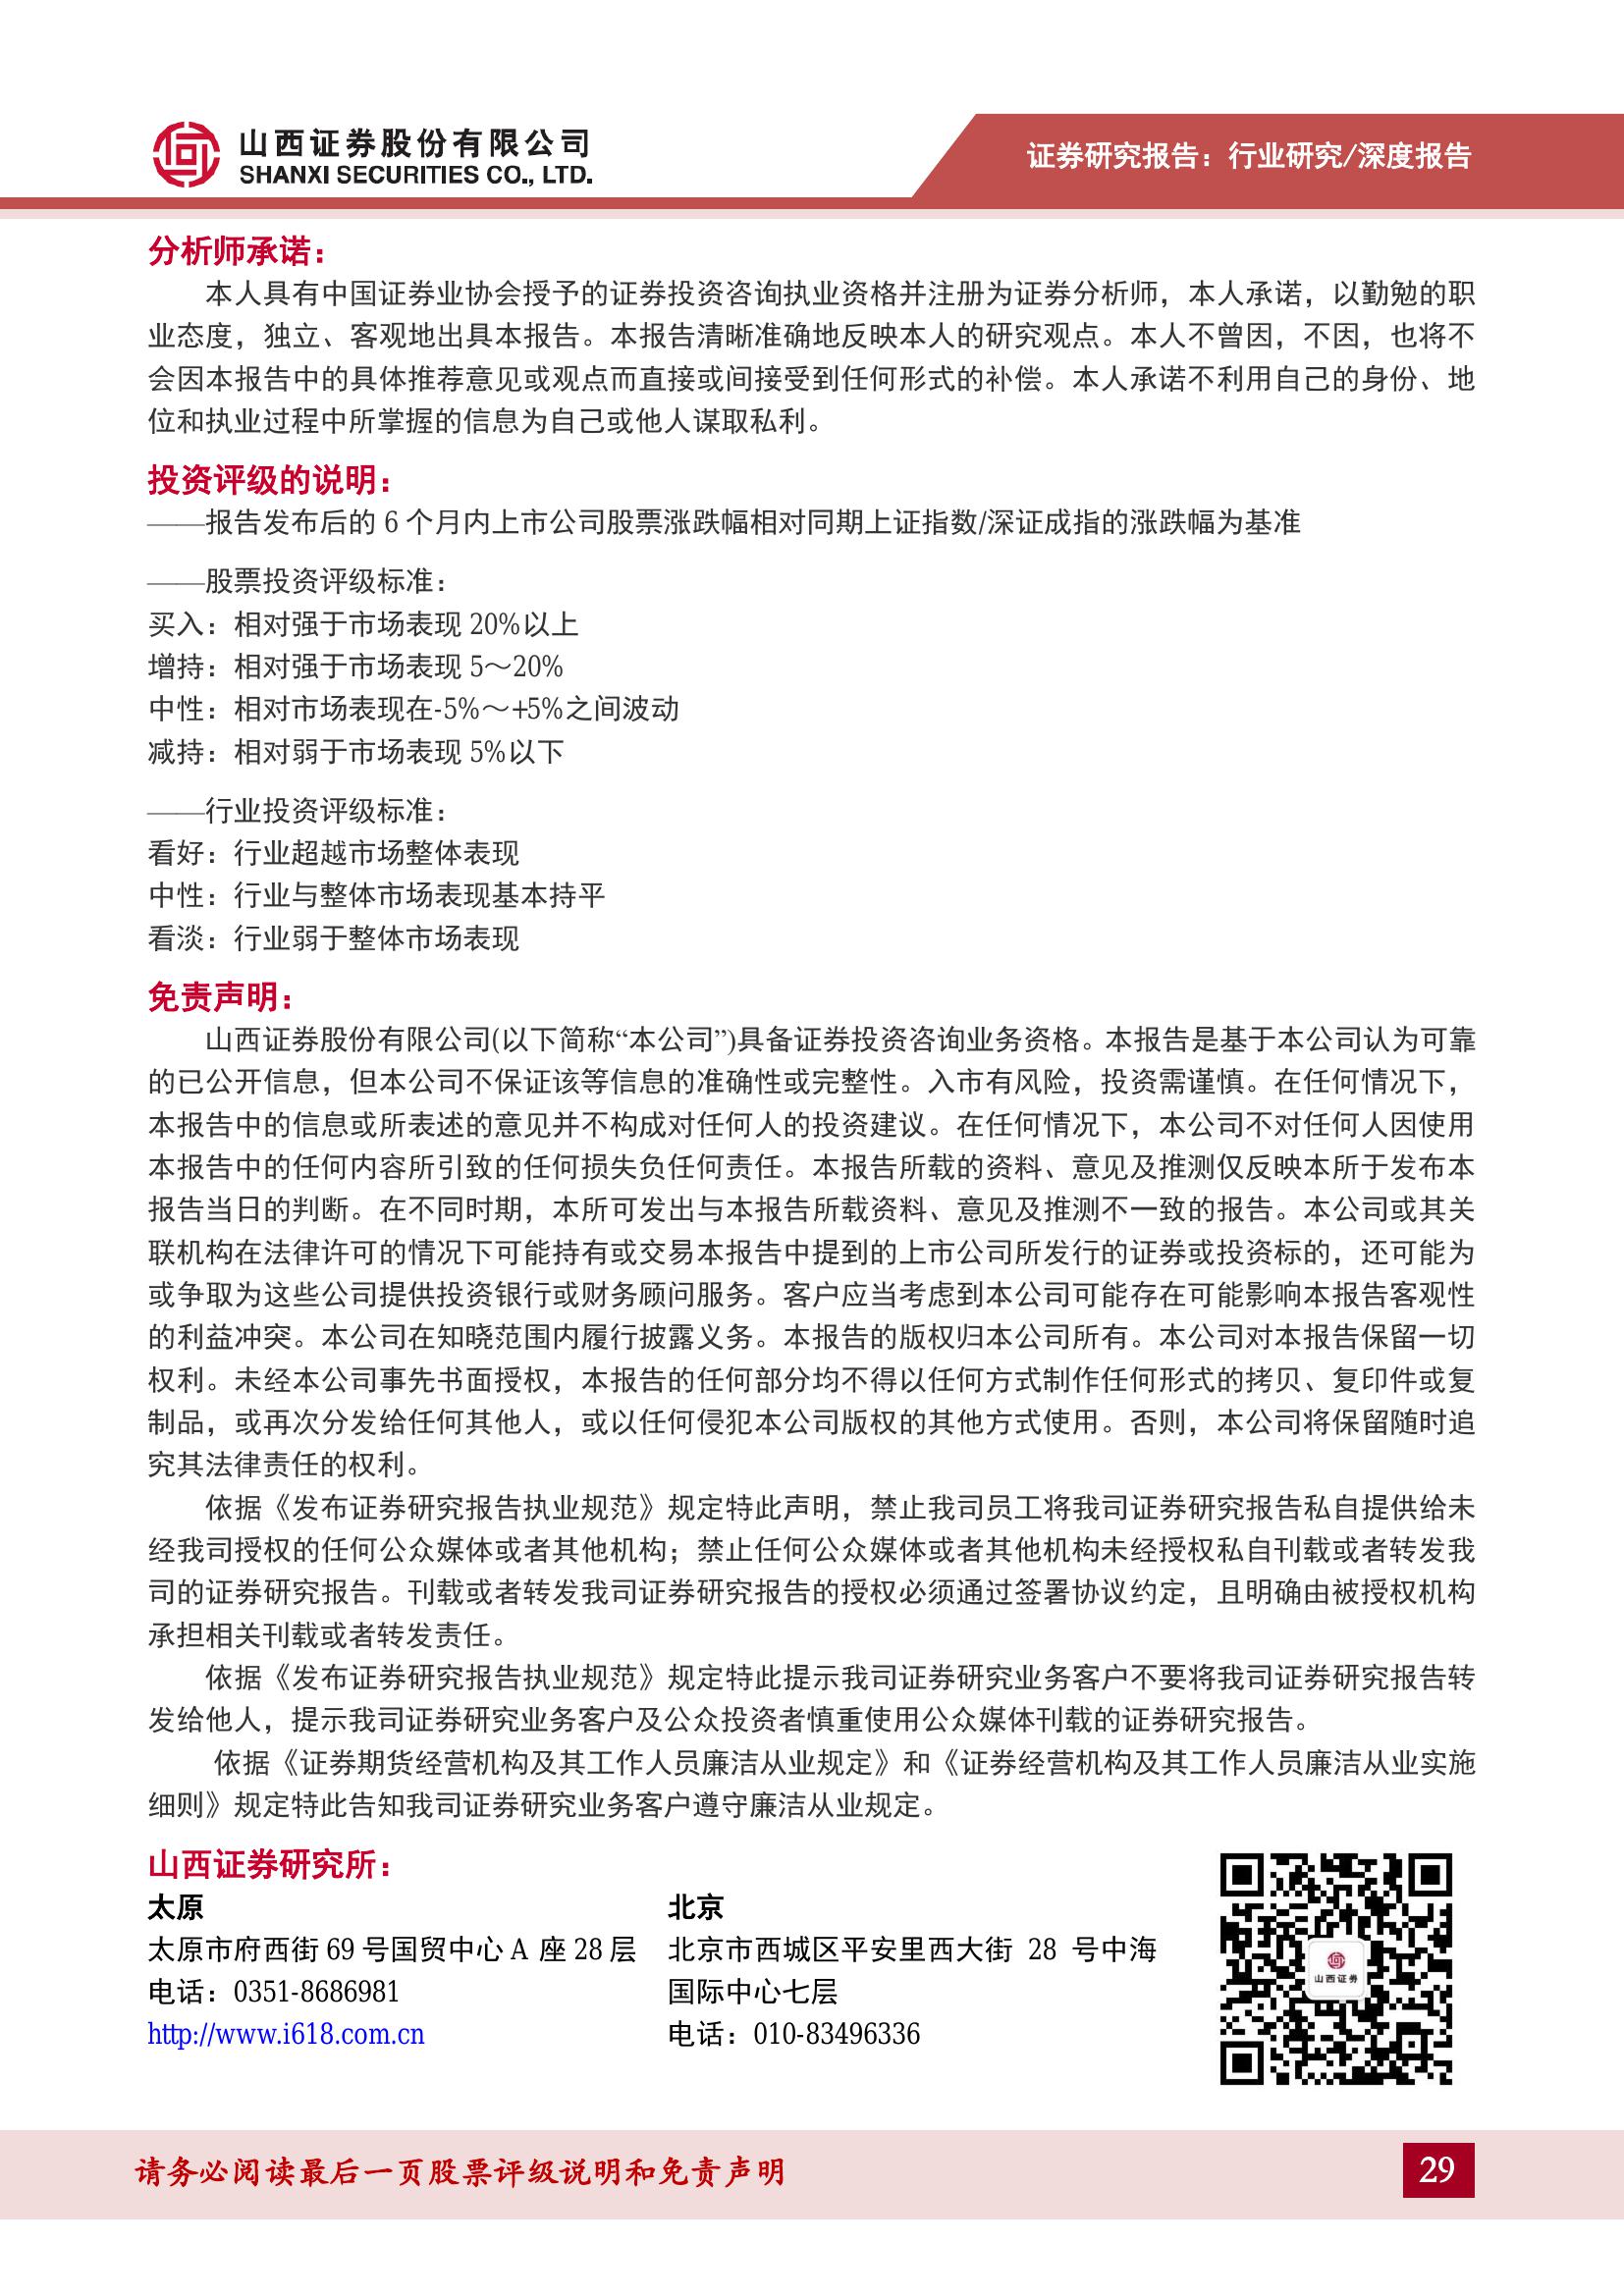 山西证券股份有限公司
SHANXI SECURITIES CO., LTD.
证券研究报告：行业研究/深度报告
分析师承诺：
本人具有中国证券业协会授予的证券投资咨询执业资格并注册为证券分析师，本人承诺，以勤勉的职
业态度，独立、客观地出具本报告。本报告清晰准确地反映本人的研究观点。本人不曾因，不因，也将不
会因本报告中的具体推荐意见或观点而直接或间接受到任何形式的补偿。本人承诺不利用自己的身份、地
位和执业过程中所掌握的信息为自己或他人谋取私利。
投资评级的说明：
——报告发布后的 6 个月内上市公司股票涨跌幅相对同期上证指数/深证成指的涨跌幅为基准
——股票投资评级标准：
买入：相对强于市场表现 20%以上
增持：相对强于市场表现 5～20%
中性：相对市场表现在-5%～+5%之间波动
减持：相对弱于市场表现 5%以下
——行业投资评级标准：
看好：行业超越市场整体表现
中性：行业与整体市场表现基本持平
看淡：行业弱于整体市场表现
免责声明：
山西证券股份有限公司(以下简称“本公司”)具备证券投资咨询业务资格。本报告是基于本公司认为可靠
的已公开信息，但本公司不保证该等信息的准确性或完整性。入市有风险，投资需谨慎。在任何情况下，
本报告中的信息或所表述的意见并不构成对任何人的投资建议。在任何情况下，本公司不对任何人因使用
本报告中的任何内容所引致的任何损失负任何责任。本报告所载的资料、意见及推测仅反映本所于发布本
报告当日的判断。在不同时期，本所可发出与本报告所载资料、意见及推测不一致的报告。本公司或其关
联机构在法律许可的情况下可能持有或交易本报告中提到的上市公司所发行的证券或投资标的，还可能为
或争取为这些公司提供投资银行或财务顾问服务。客户应当考虑到本公司可能存在可能影响本报告客观性
的利益冲突。本公司在知晓范围内履行披露义务。本报告的版权归本公司所有。本公司对本报告保留一切
权利。未经本公司事先书面授权，本报告的任何部分均不得以任何方式制作任何形式的拷贝、复印件或复
制品，或再次分发给任何其他人，或以任何侵犯本公司版权的其他方式使用。否则，本公司将保留随时追
究其法律责任的权利。
依据《发布证券研究报告执业规范》规定特此声明，禁止我司员工将我司证券研究报告私自提供给未
经我司授权的任何公众媒体或者其他机构；禁止任何公众媒体或者其他机构未经授权私自刊载或者转发我
司的证券研究报告。刊载或者转发我司证券研究报告的授权必须通过签署协议约定，且明确由被授权机构
承担相关刊载或者转发责任。
依据《发布证券研究报告执业规范》规定特此提示我司证券研究业务客户不要将我司证券研究报告转
发给他人，提示我司证券研究业务客户及公众投资者慎重使用公众媒体刊载的证券研究报告。
依据《证券期货经营机构及其工作人员廉洁从业规定》和《证券经营机构及其工作人员廉洁从业实施
细则》规定特此告知我司证券研究业务客户遵守廉洁从业规定。
山西证券研究所：
太原
太原市府西街 69 号国贸中心 A 座 28 层
电话：0351-8686981
http://www.i618.com.cn
北京
北京市西城区平安里西大街 28 号中海
国际中心七层
电话：010-83496336
山西证券
请务必阅读最后一页股票评级说明和免责声明
29